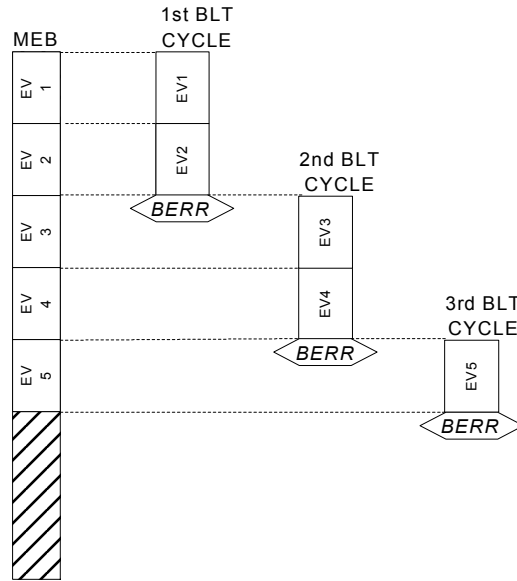 1st BLT
CYCLE
MEB
EV 1
EV1
EV 2
EV2
2nd BLT
CYCLE
BERR
EV 3
EV3
EV 4
EV4
3rd BLT
CYCLE
BERR
EV 5
EV5
BERR